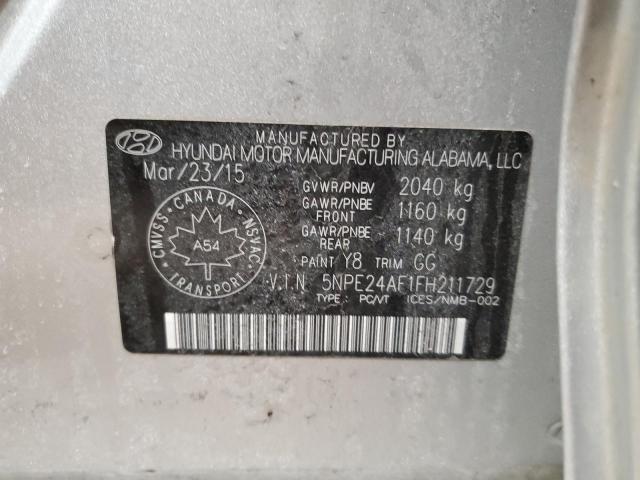 MANUFACTURED BY
HYUNDAI MOTOR MANUFACTURING ALABAMA, LLC
Mar/23/15
GVWR/PNBV 2040 kg
GAWR/PNBE FRONT 1160 kg
GAWR/PNBE REAR 1140 kg
PAINT Y8 TRIM GG
V.I.N 5NPE24AF1FH211729
TYPE.: PC/VT ICES/NMB-002
CANADA
CMVSS · NSVAC
A54
TRANSPORT